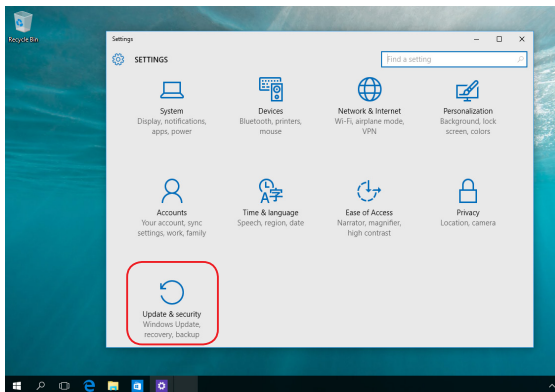 Recycle Bin
Settings
SETTINGS
Find a setting
System
Display, notifications,
apps, power
Devices
Bluetooth, printers,
mouse
Network & Internet
Wi-Fi, airplane mode,
VPN
Personalization
Background, lock
screen, colors
Accounts
Your account, sync
settings, work, family
Time & language
Speech, region, date
Ease of Access
Narrator, magnifier,
high contrast
Privacy
Location, camera
Update & security
Windows Update,
recovery, backup